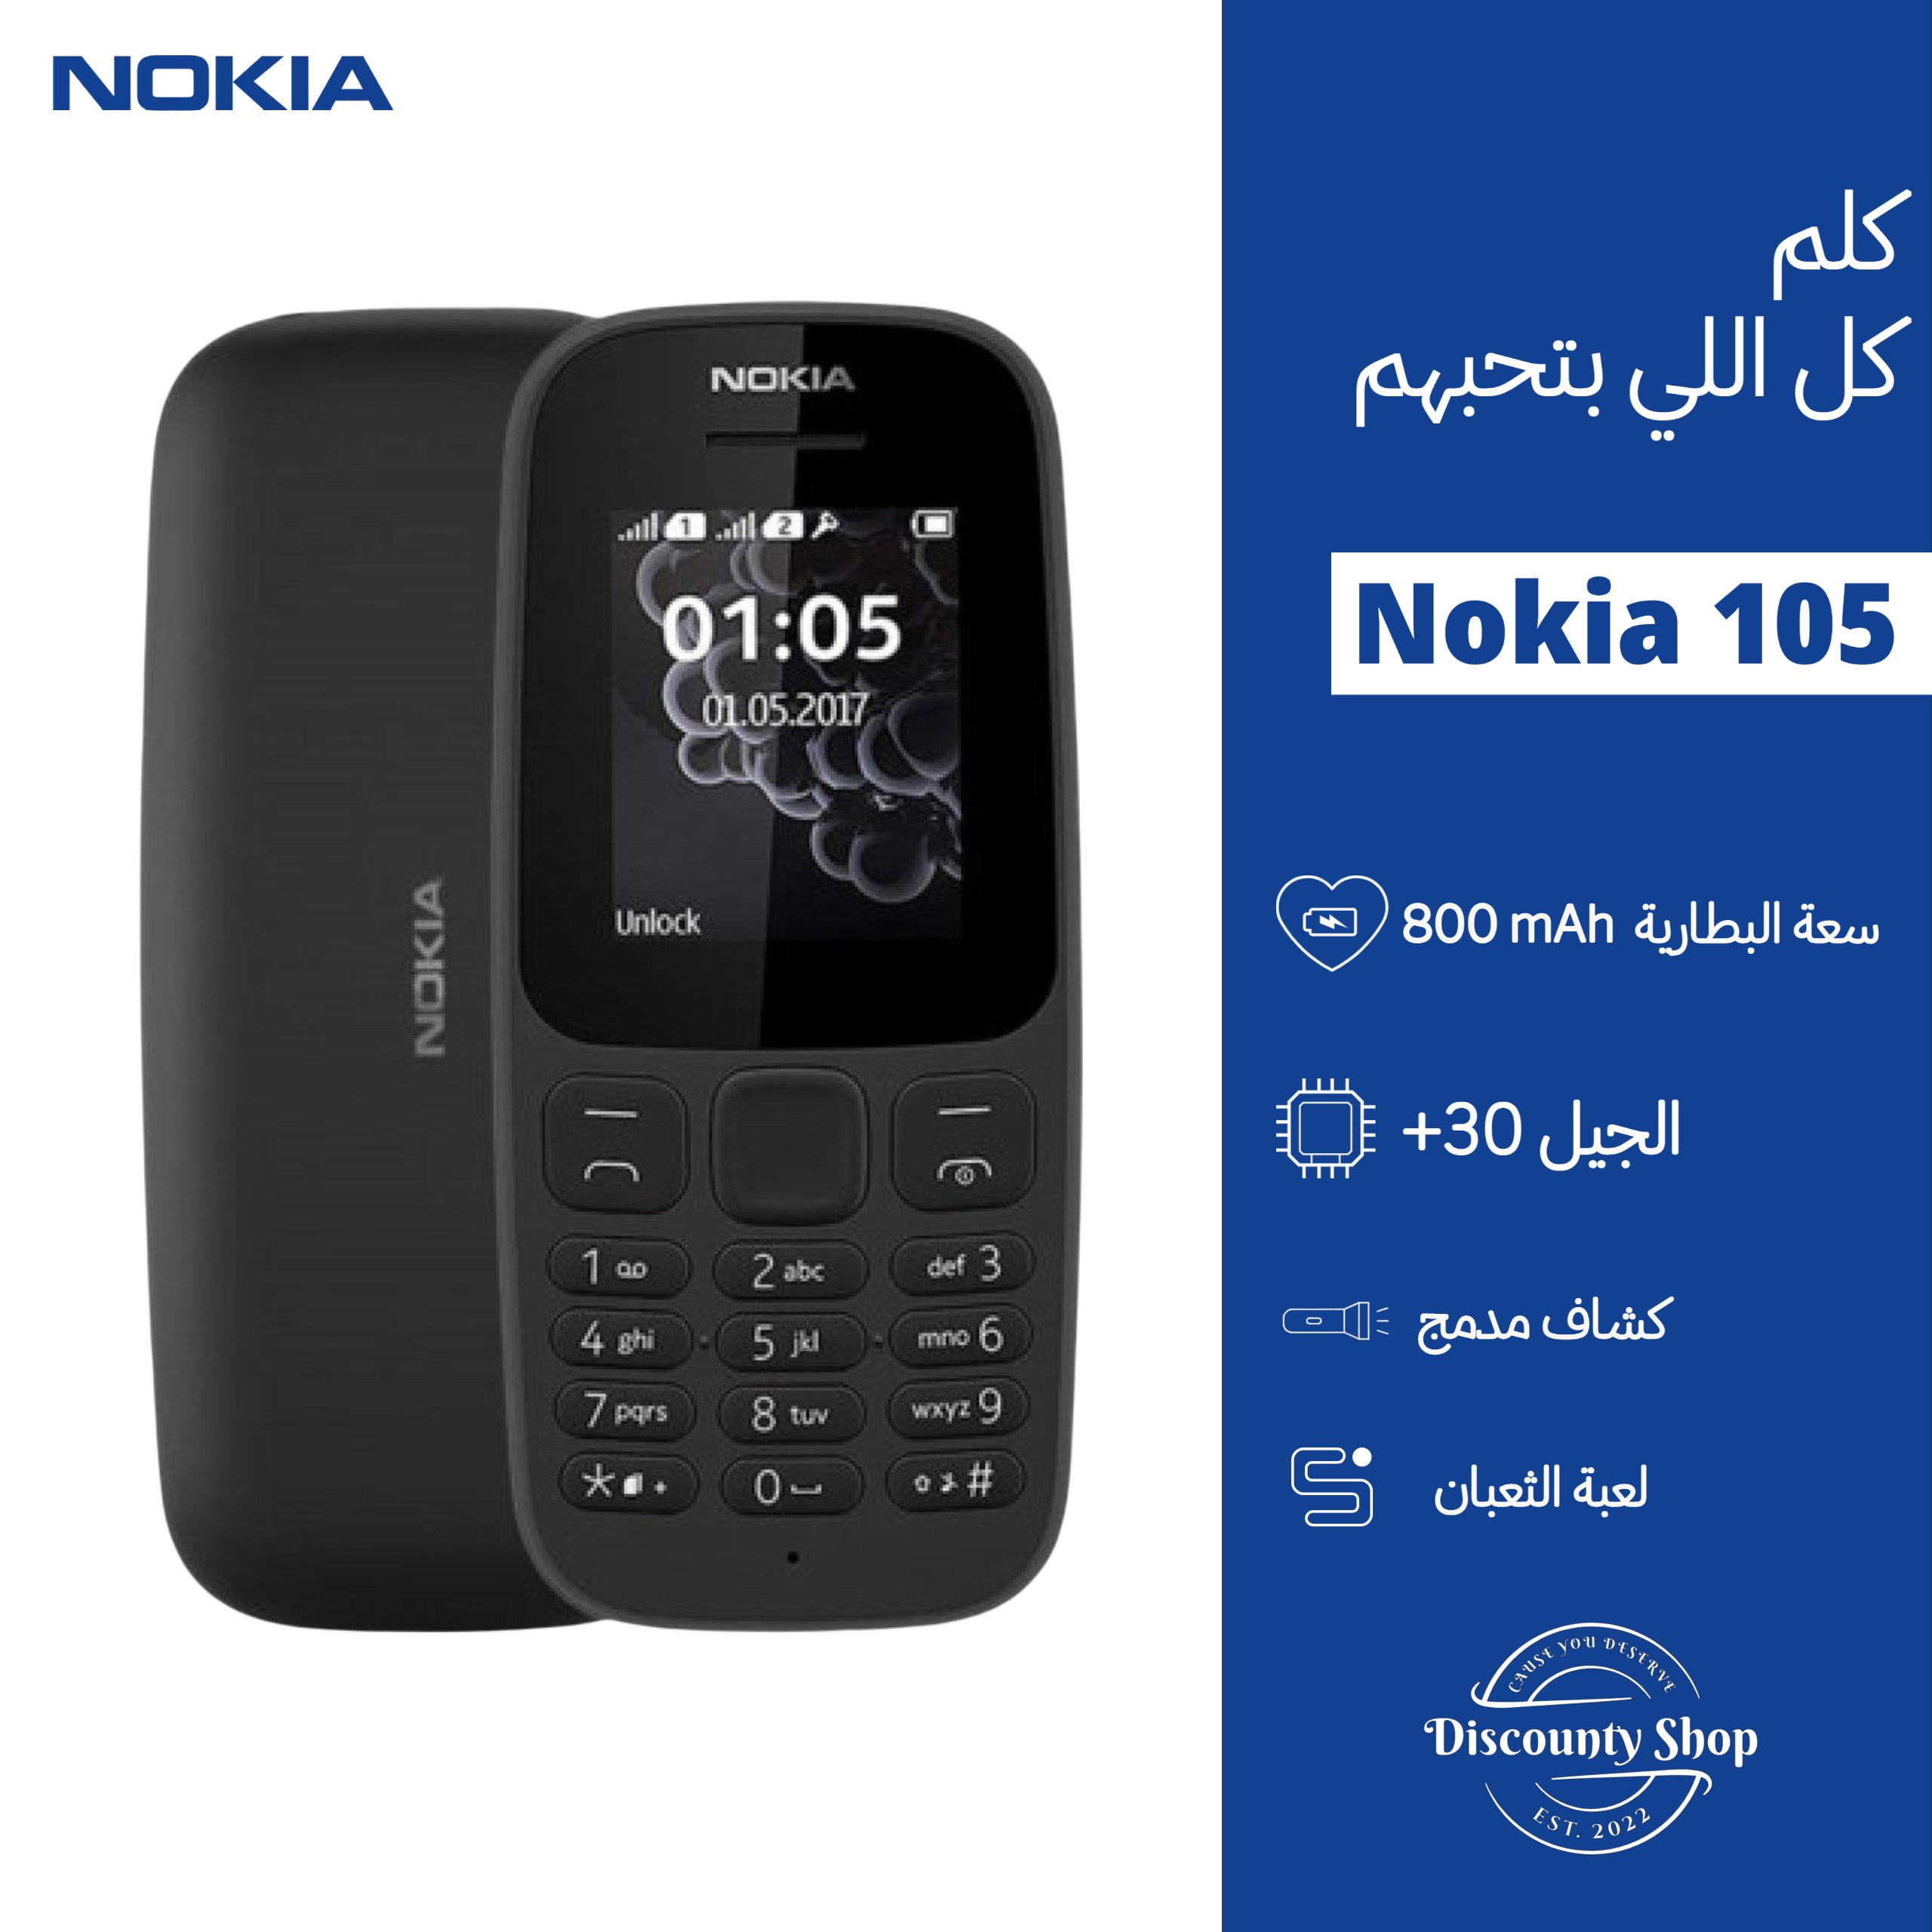 NOKIA
كلم
كل اللي بتحبهم
Nokia 105
سعة البطارية 800 mAh
الجيل 30+
كشاف مدمج
لعبة الثعبان
CAUSE YOU DESERVE
Discounty Shop
EST. 2022
NOKIA
NOKIA
1 2
01:05
01.05.2017
Unlock
1
2 abc
def 3
4 ghi
5 jkl
mno 6
7 pqrs
8 tuv
wxyz 9
* +
0
#